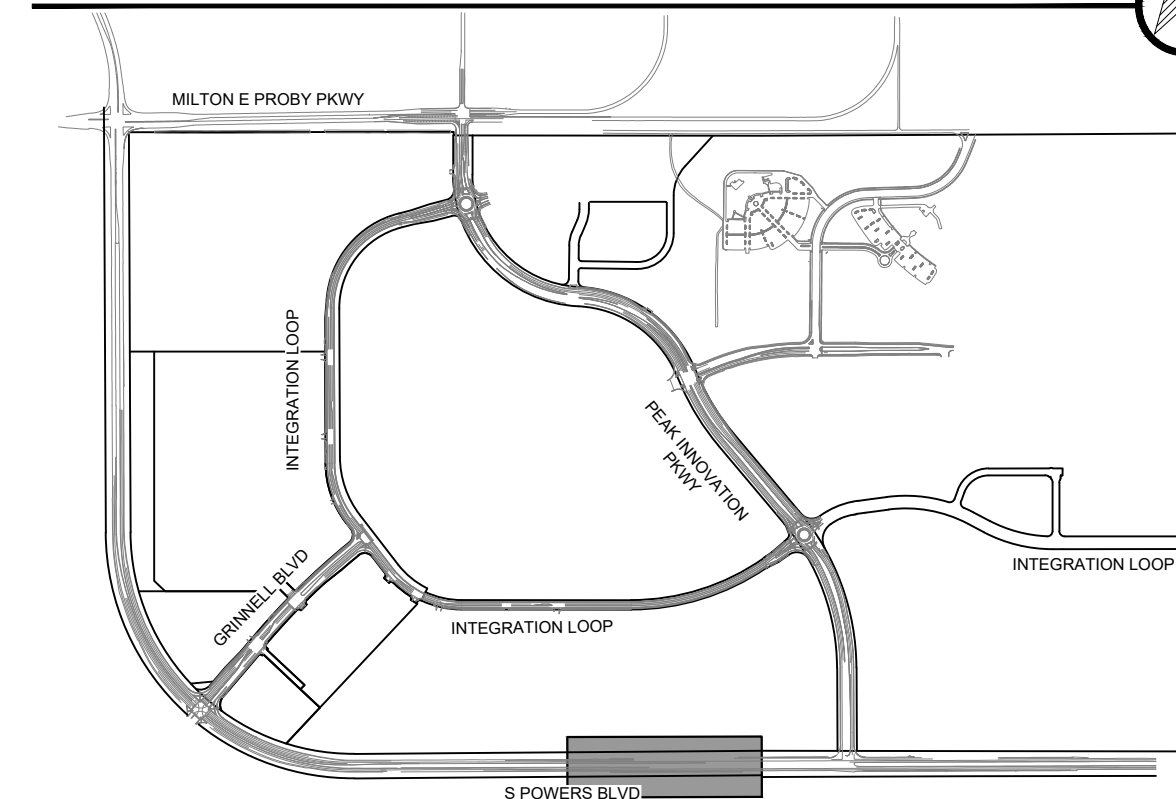 MILTON E PROBY PKWY
INTEGRATION LOOP
PEAK INNOVATION
PKWY
GRINNELL BLVD
INTEGRATION LOOP
INTEGRATION LOOP
S POWERS BLVD